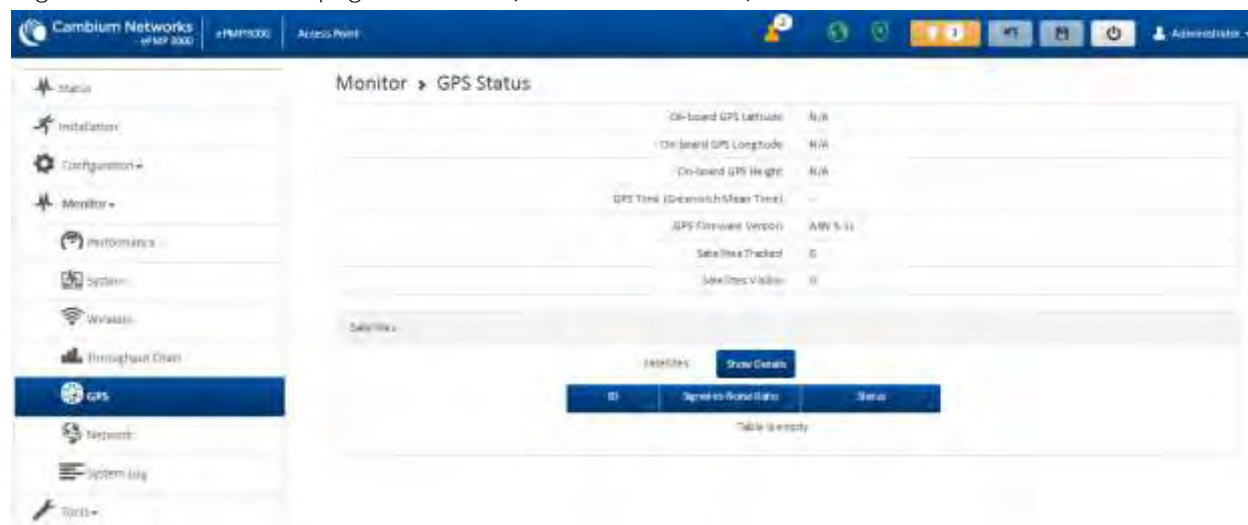 Cambium Networks
ePMP 3000
ePMP3000
Access Point
Administrator
Status
Installation
Configuration
Monitor
Performance
System
Wireless
Throughput Chart
GPS
Network
System Log
Tools
Monitor > GPS Status
On-board GPS Latitude N/A
On-board GPS Longitude N/A
On-board GPS Height N/A
GPS Time (Greenwich Mean Time) -
GPS Firmware Version
Satellites Tracked 0
Satellites Visible 0
Satellites
Satellites Show Details
ID Signal to Noise Ratio Status
Table is empty